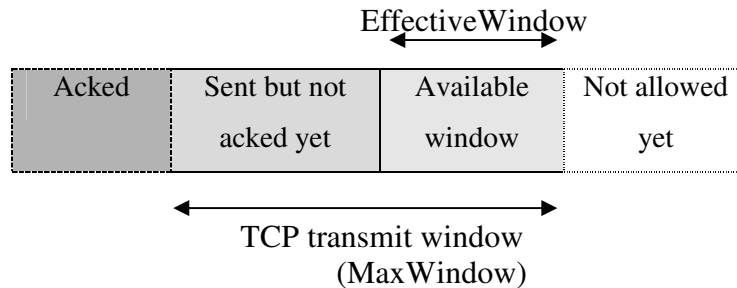 EffectiveWindow
Acked
Sent but not
acked yet
Available
window
Not allowed
yet
TCP transmit window
(MaxWindow)